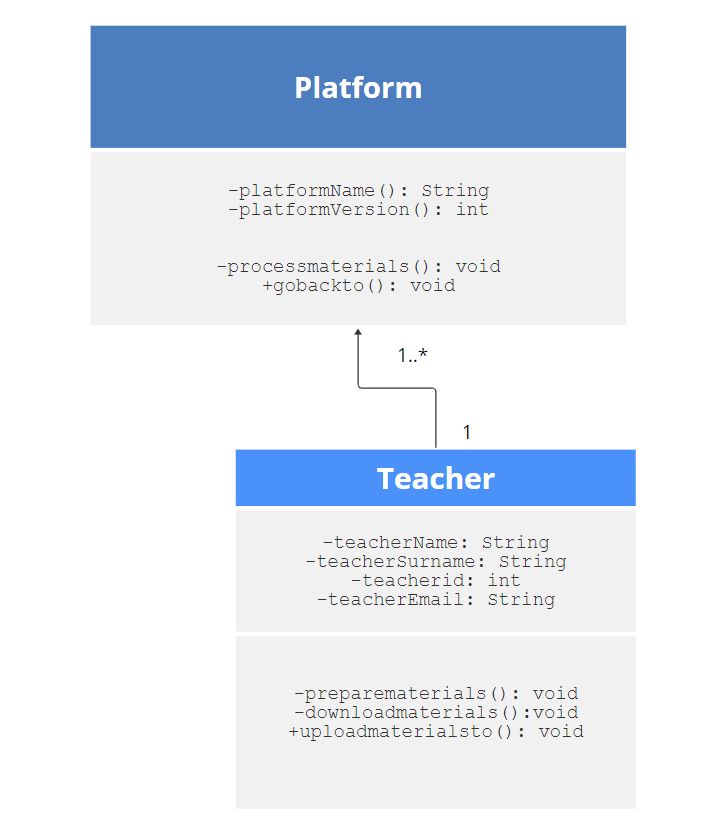 Platform
-platformName(): String
-platformVersion(): int
-processmaterials(): void
+gobackto(): void
1..*
1
Teacher
-teacherName: String
-teacherSurname: String
-teacherid: int
-teacherEmail: String
-preparematerials(): void
-downloadmaterials():void
+uploadmaterialsto(): void